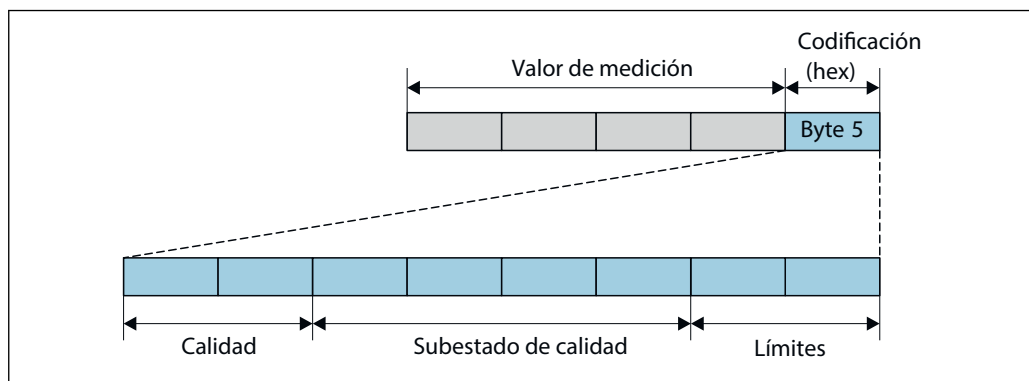 Codificación
(hex)
Valor de medición
Byte 5
Calidad
Subestado de calidad
Límites